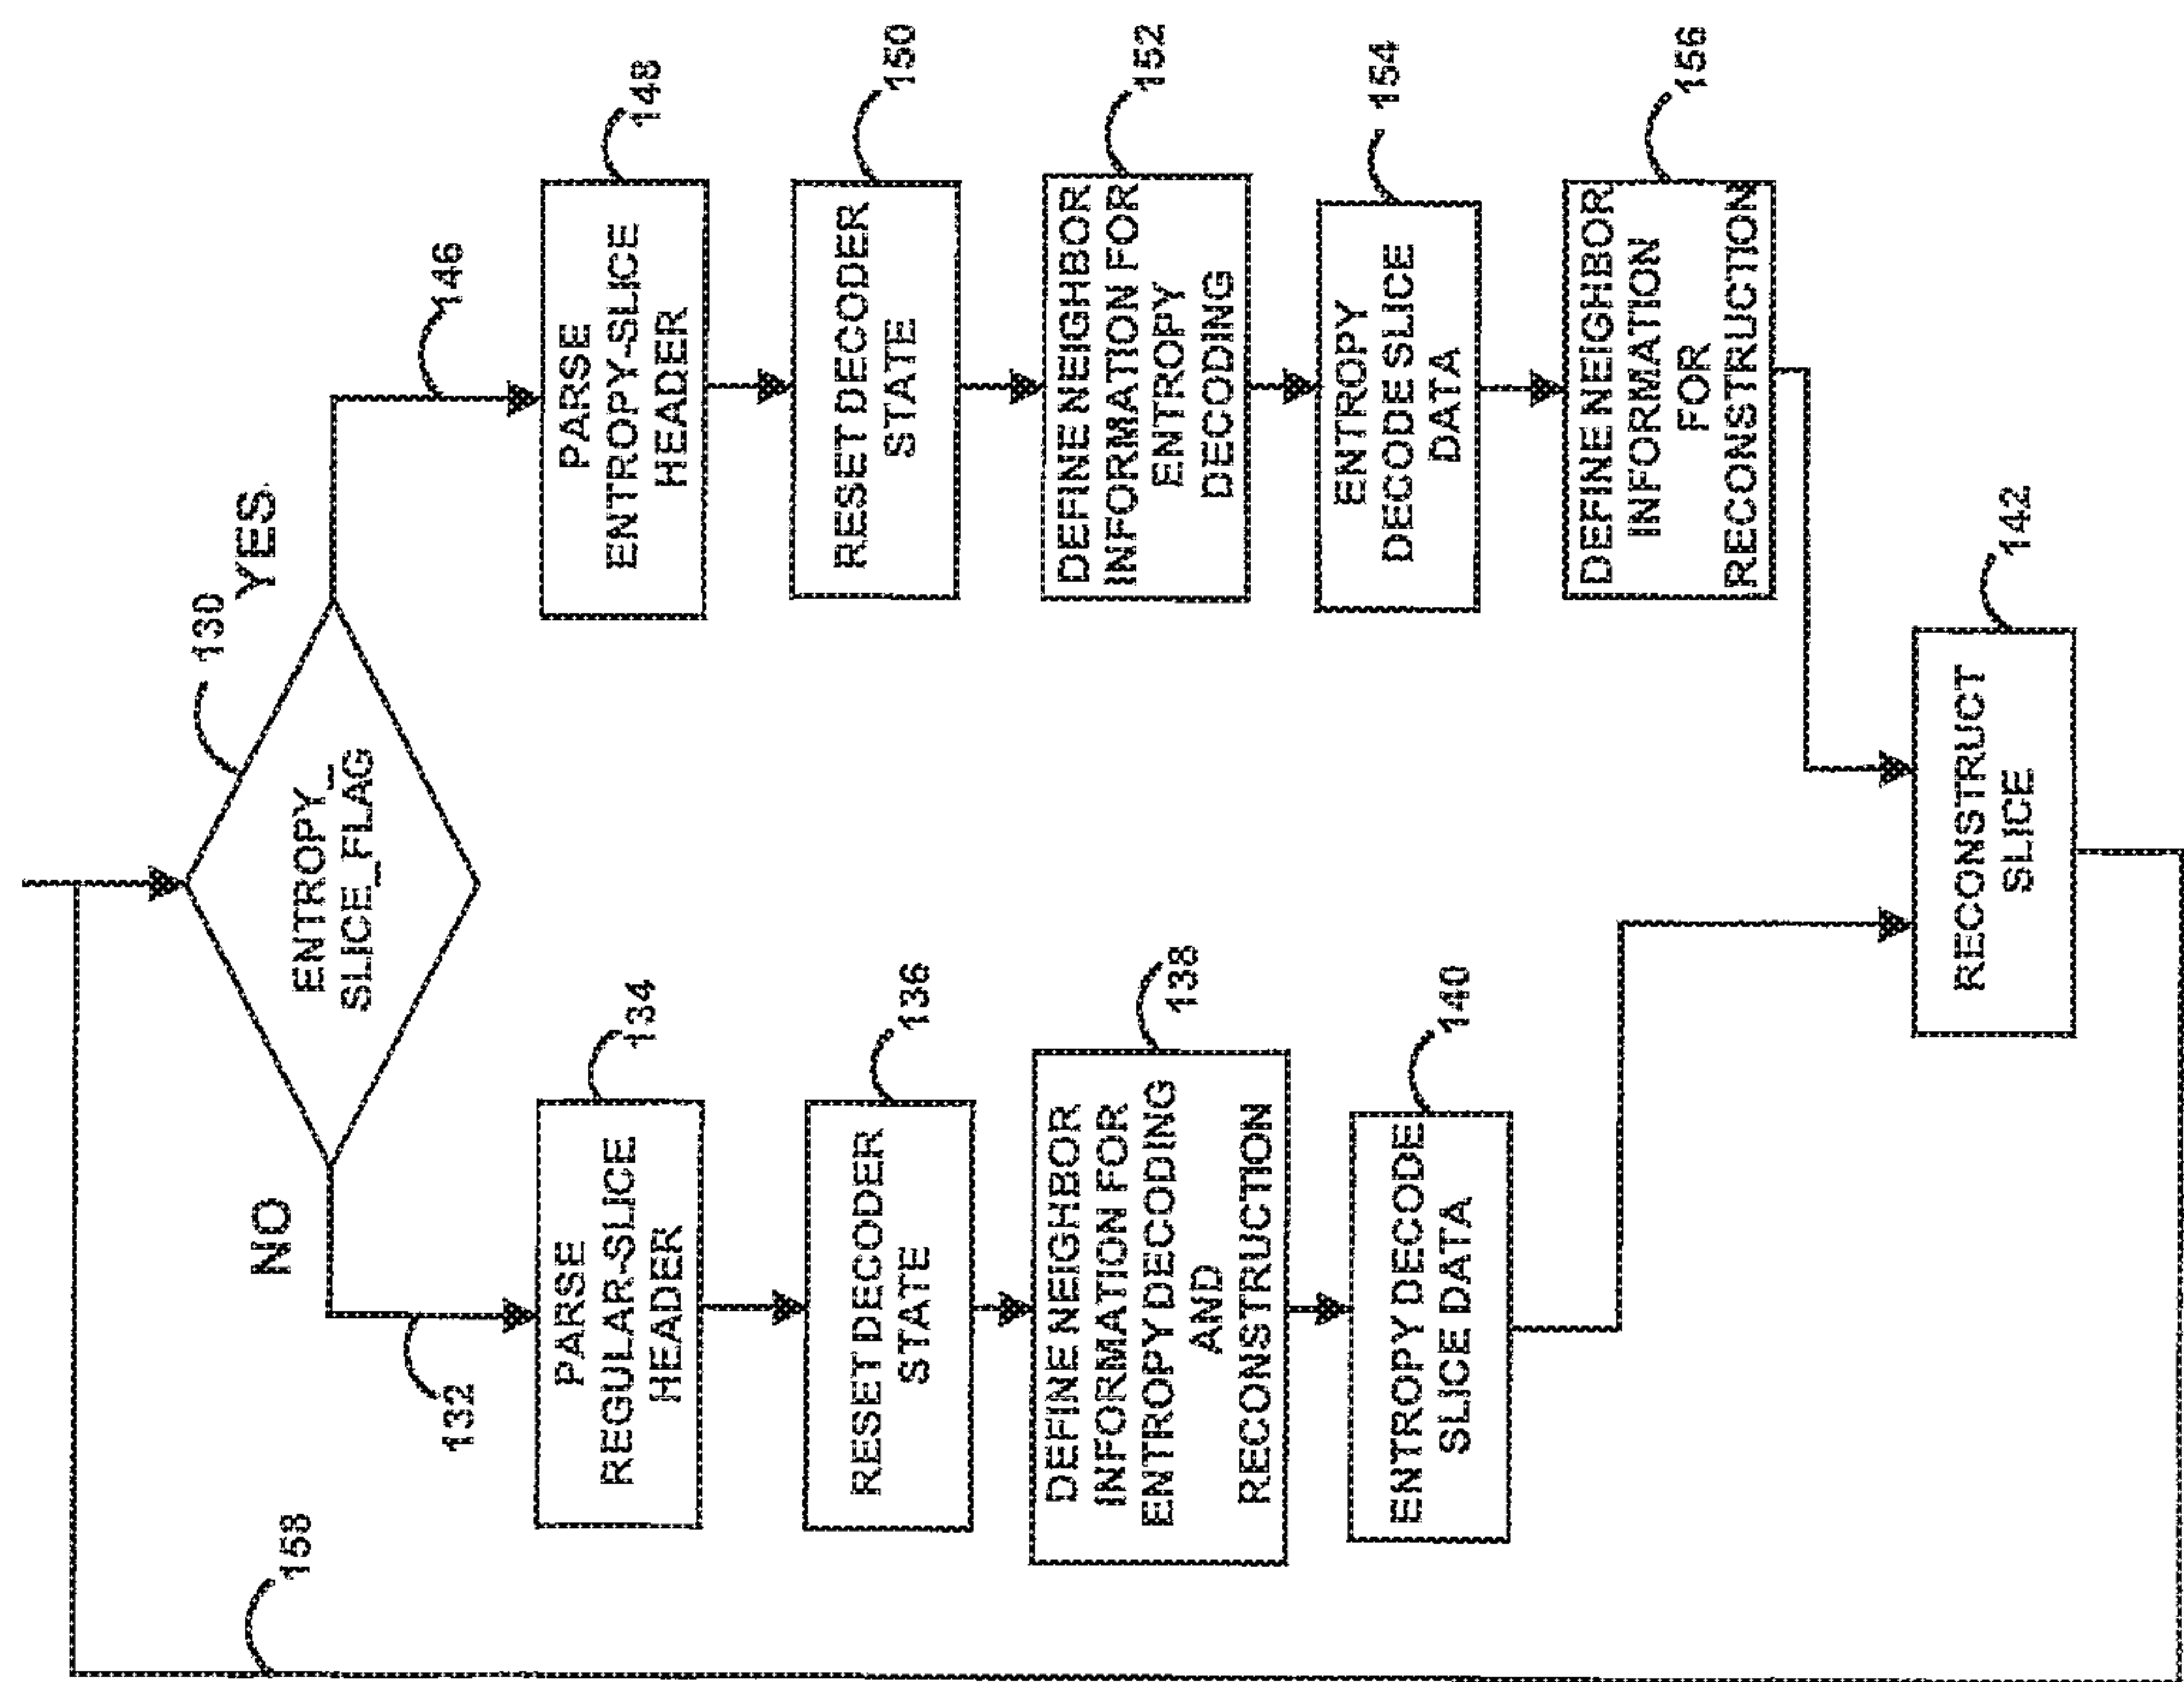 130
ENTROPY_
SLICE_FLAG
YES
NO
132
146
PARSE
REGULAR-SLICE
HEADER
134
RESET DECODER
STATE
136
DEFINE NEIGHBOR
INFORMATION FOR
ENTROPY DECODING
AND
RECONSTRUCTION
138
ENTROPY DECODE
SLICE DATA
140
PARSE
ENTROPY-SLICE
HEADER
148
RESET DECODER
STATE
150
DEFINE NEIGHBOR
INFORMATION FOR
ENTROPY
DECODING
152
ENTROPY
DECODE SLICE
DATA
154
DEFINE NEIGHBOR
INFORMATION
FOR
RECONSTRUCTION
156
RECONSTRUCT
SLICE
142
158